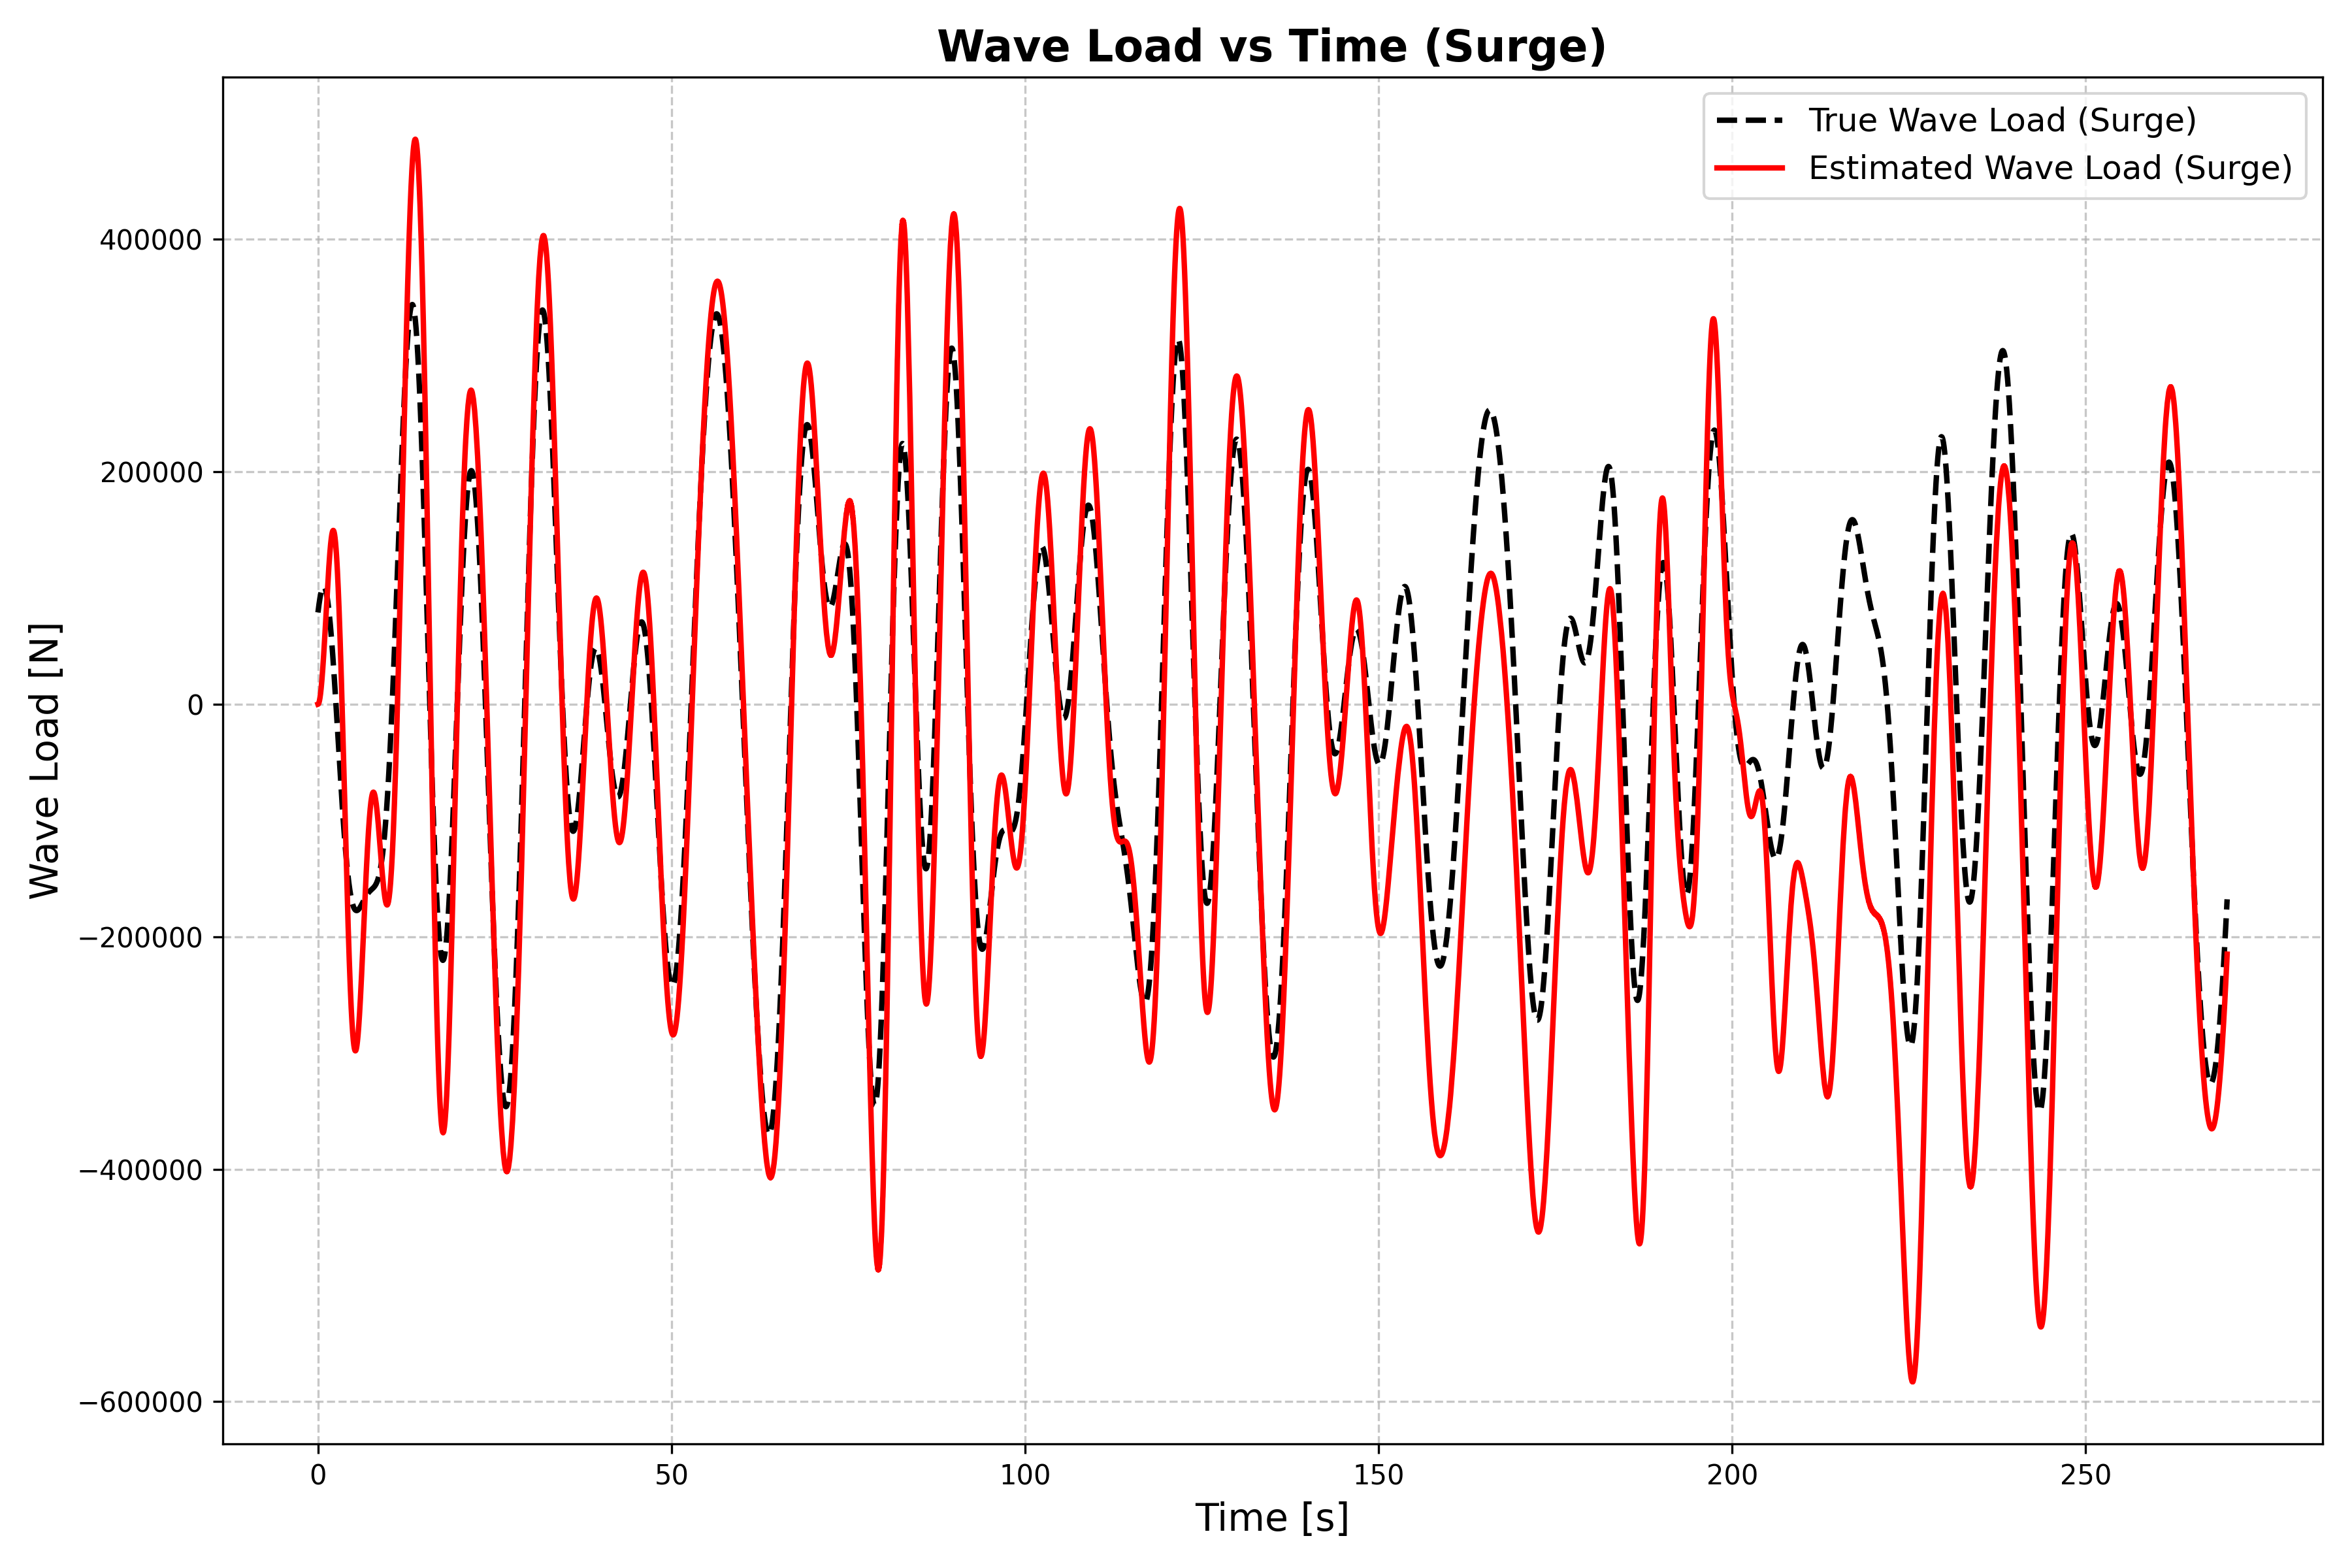 Wave Load vs Time (Surge)
True Wave Load (Surge)
Estimated Wave Load (Surge)
Wave Load [N]
400000
200000
0
−200000
−400000
−600000
0
50
100
150
200
250
Time [s]